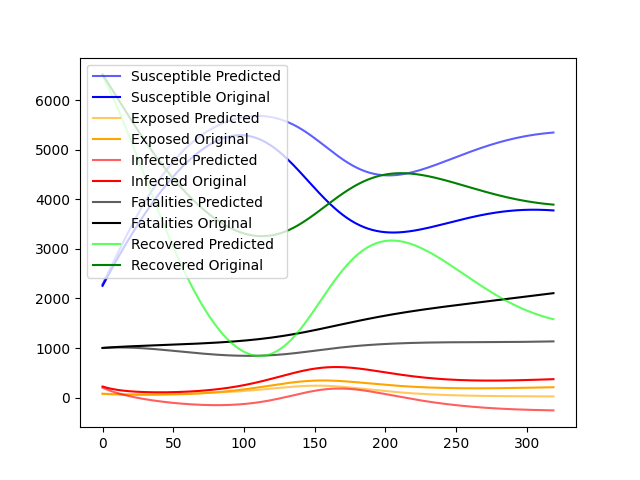 Susceptible Predicted
Susceptible Original
Exposed Predicted
Exposed Original
Infected Predicted
Infected Original
Fatalities Predicted
Fatalities Original
Recovered Predicted
Recovered Original
6000
5000
4000
3000
2000
1000
0
0 50 100 150 200 250 300